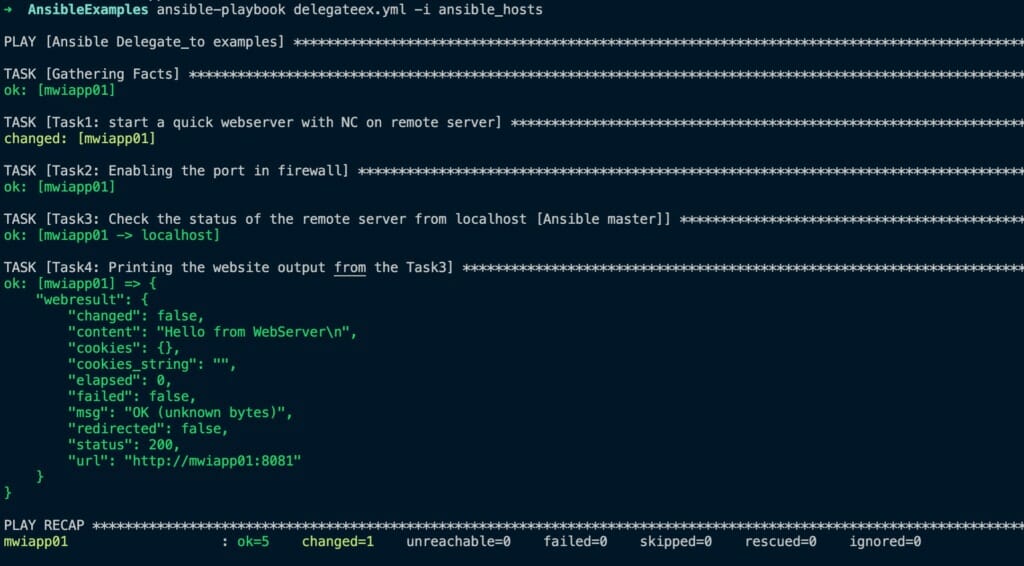 ➜  AnsibleExamples ansible-playbook delegateex.yml -i ansible_hosts

PLAY [Ansible Delegate_to examples] *******************************************************************************************

TASK [Gathering Facts] ********************************************************************************************************
ok: [mwiapp01]

TASK [Task1: start a quick webserver with NC on remote server] ****************************************************************
changed: [mwiapp01]

TASK [Task2: Enabling the port in firewall] ***********************************************************************************
ok: [mwiapp01]

TASK [Task3: Check the status of the remote server from localhost [Ansible master]] *******************************************
ok: [mwiapp01 -> localhost]

TASK [Task4: Printing the website output from the Task3] **********************************************************************
ok: [mwiapp01] => {
    "webresult": {
        "changed": false,
        "content": "Hello from WebServer\n",
        "cookies": {},
        "cookies_string": "",
        "elapsed": 0,
        "failed": false,
        "msg": "OK (unknown bytes)",
        "redirected": false,
        "status": 200,
        "url": "http://mwiapp01:8081"
    }
}

PLAY RECAP ********************************************************************************************************************
mwiapp01                   : ok=5    changed=1    unreachable=0    failed=0    skipped=0    rescued=0    ignored=0